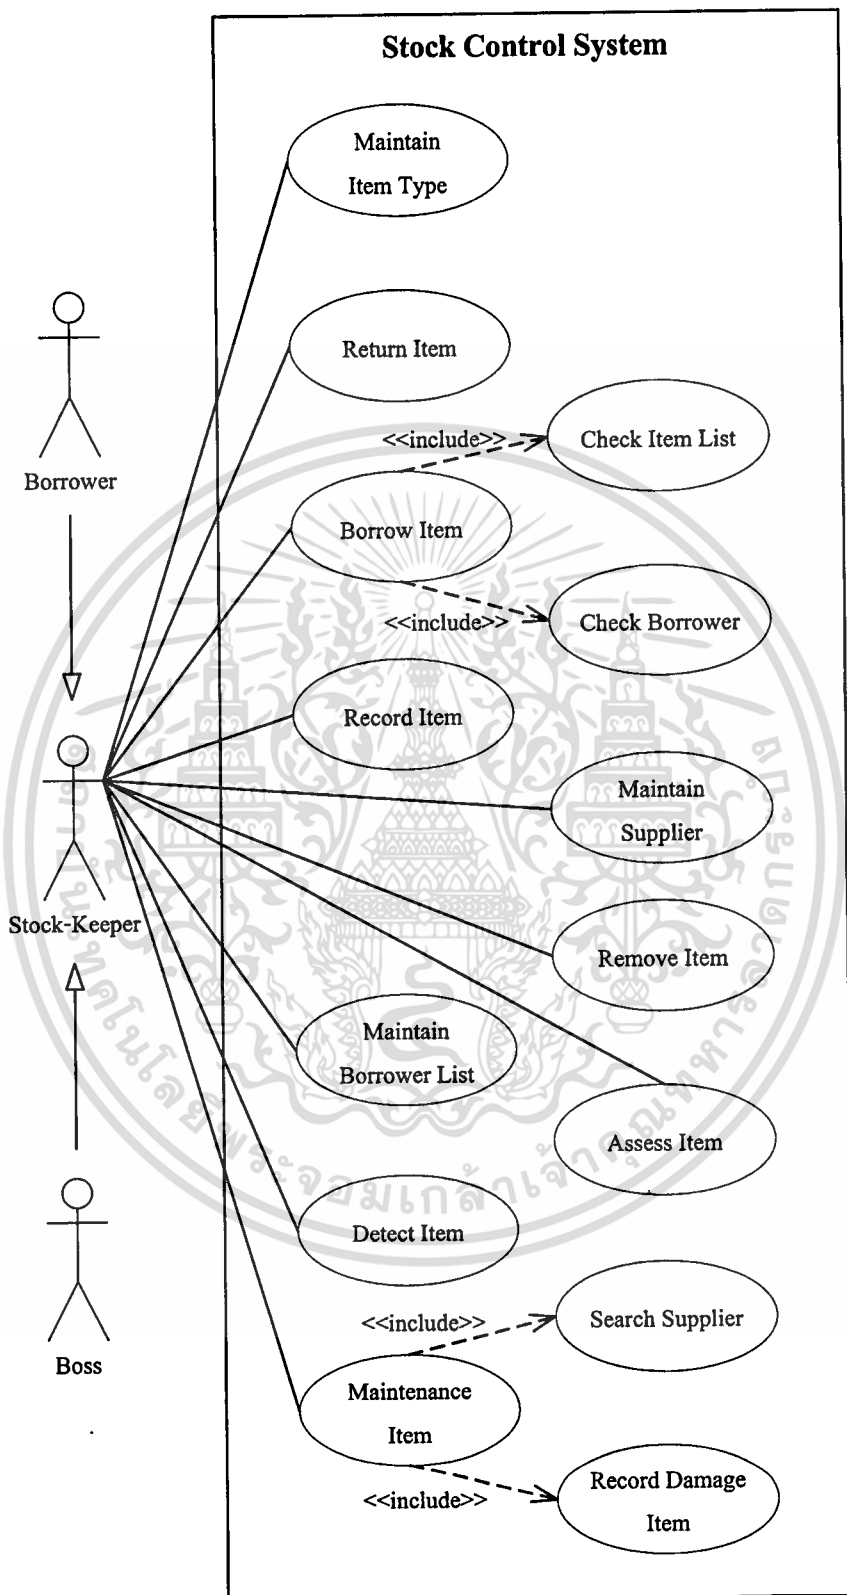 Stock Control System
Maintain
Item Type
Return Item
<<include>>
Check Item List
Borrower
Borrow Item
<<include>>
Check Borrower
Record Item
Maintain
Supplier
Stock-Keeper
Remove Item
Maintain
Borrower List
Assess Item
Detect Item
<<include>>
Search Supplier
Boss
Maintenance
Item
<<include>>
Record Damage
Item